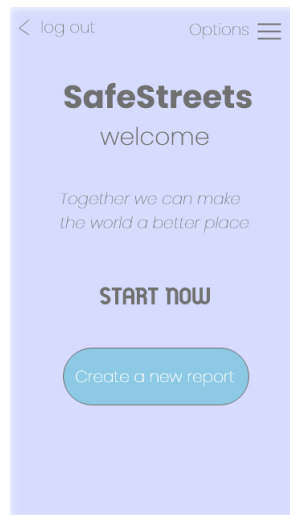 log out
Options
SafeStreets
welcome
Together we can make
the world a better place
START NOW
Create a new report